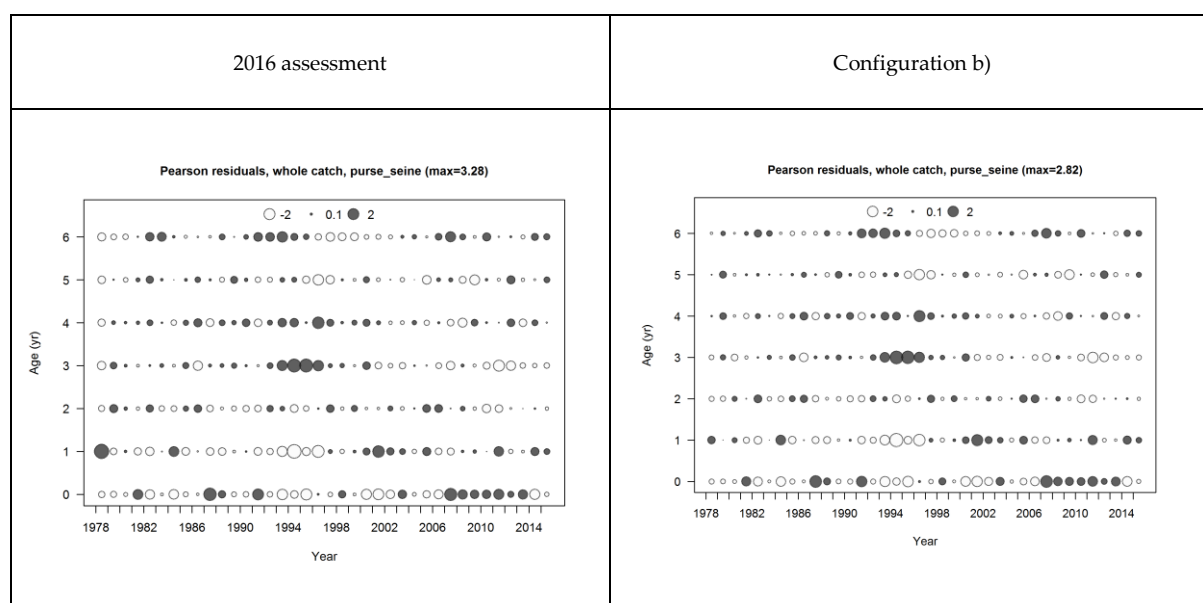 2016 assessment
Configuration b)
Pearson residuals, whole catch, purse_seine (max=3.28)
-2 0.1 2
6
5
4
3
2
1
0
Age (yr)
1978 1982 1986 1990 1994 1998 2002 2006 2010 2014
Year
Pearson residuals, whole catch, purse_seine (max=2.82)
-2 0.1 2
6
5
4
3
2
1
0
Age (yr)
1978 1982 1986 1990 1994 1998 2002 2006 2010 2014
Year